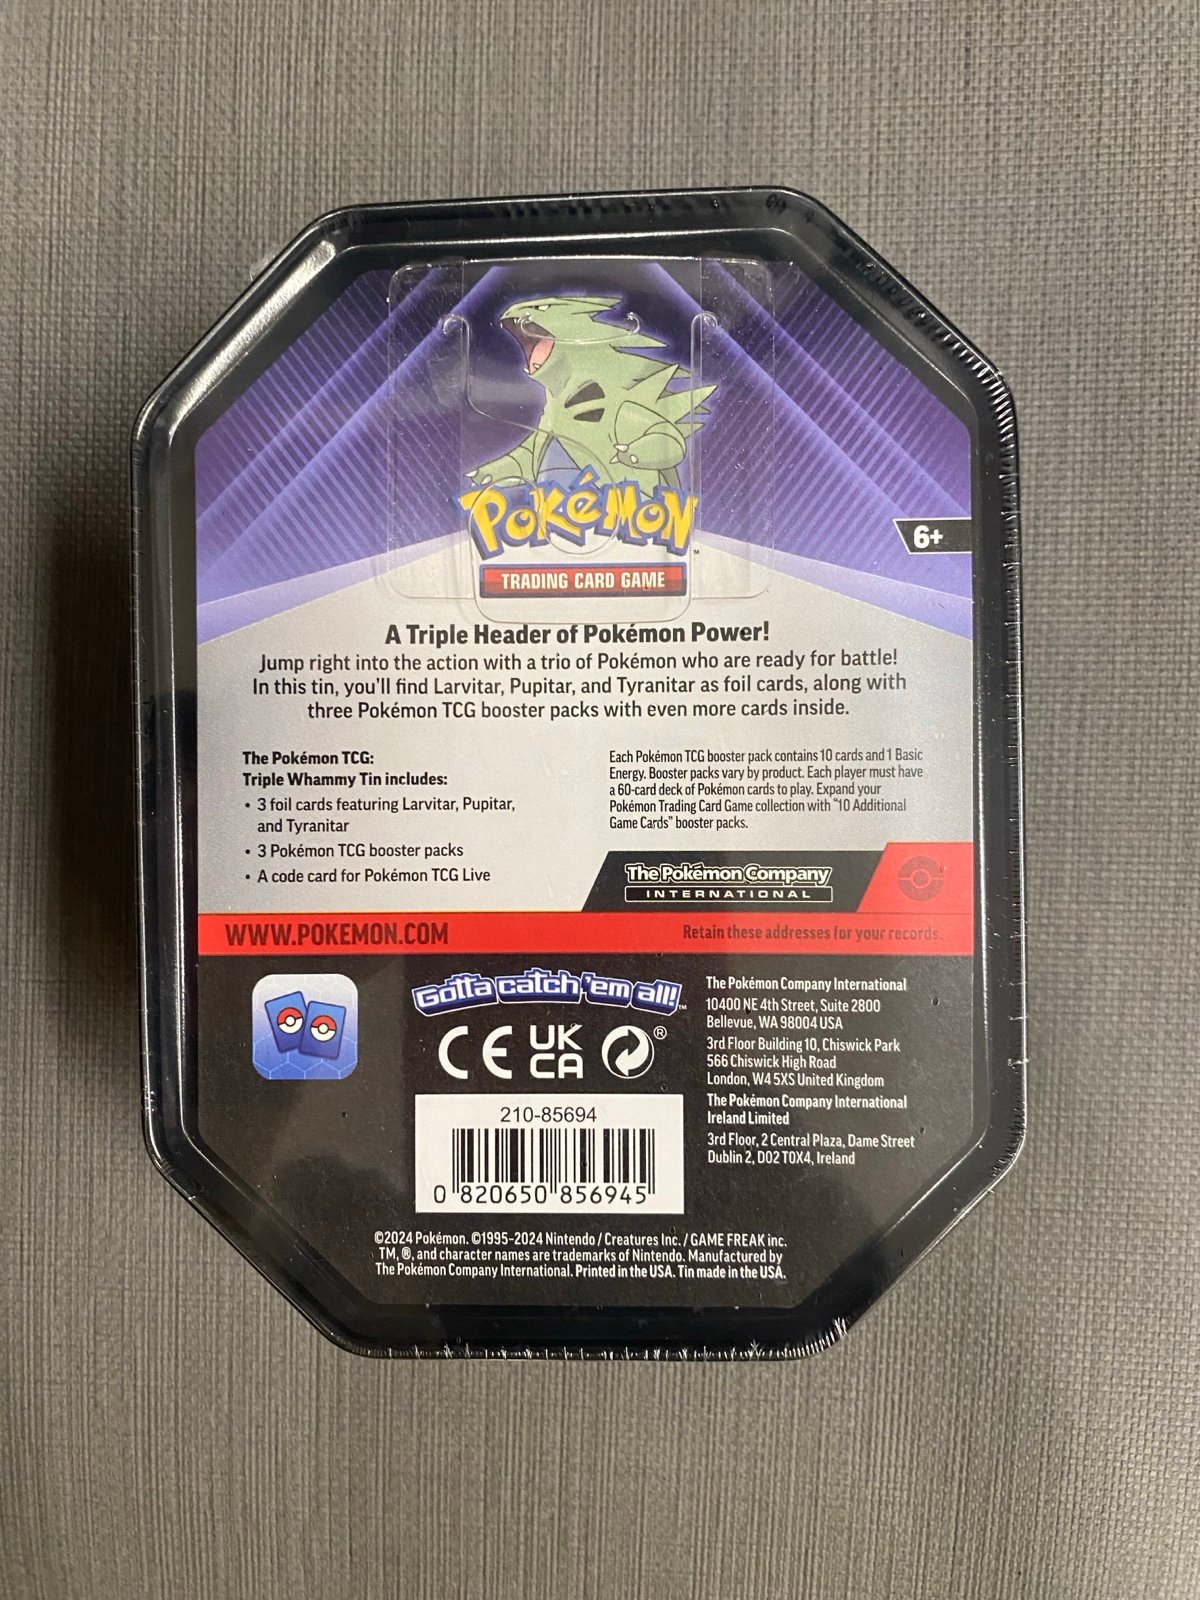 POKéMON
™
TRADING CARD GAME
6+
A Triple Header of Pokémon Power!
Jump right into the action with a trio of Pokémon who are ready for battle!
In this tin, you'll find Larvitar, Pupitar, and Tyranitar as foil cards, along with
three Pokémon TCG booster packs with even more cards inside.
The Pokémon TCG:
Triple Whammy Tin includes:
• 3 foil cards featuring Larvitar, Pupitar,
and Tyranitar
• 3 Pokémon TCG booster packs
• A code card for Pokémon TCG Live
Each Pokémon TCG booster pack contains 10 cards and 1 Basic
Energy. Booster packs vary by product. Each player must have
a 60-card deck of Pokémon cards to play. Expand your
Pokémon Trading Card Game collection with "10 Additional
Game Cards" booster packs.
The Pokémon Company
INTERNATIONAL
WWW.POKEMON.COM
Retain these addresses for your records.
Gotta catch 'em all!™
CE UK
CA ®
210-85694
0 820650 856945
The Pokémon Company International
10400 NE 4th Street, Suite 2800
Bellevue, WA 98004 USA
3rd Floor Building 10, Chiswick Park
566 Chiswick High Road
London, W4 5XS United Kingdom
The Pokémon Company International
Ireland Limited
3rd Floor, 2 Central Plaza, Dame Street
Dublin 2, D02 T0X4, Ireland
©2024 Pokémon. ©1995-2024 Nintendo / Creatures Inc. / GAME FREAK inc.
TM, ®, and character names are trademarks of Nintendo. Manufactured by
The Pokémon Company International. Printed in the USA. Tin made in the USA.